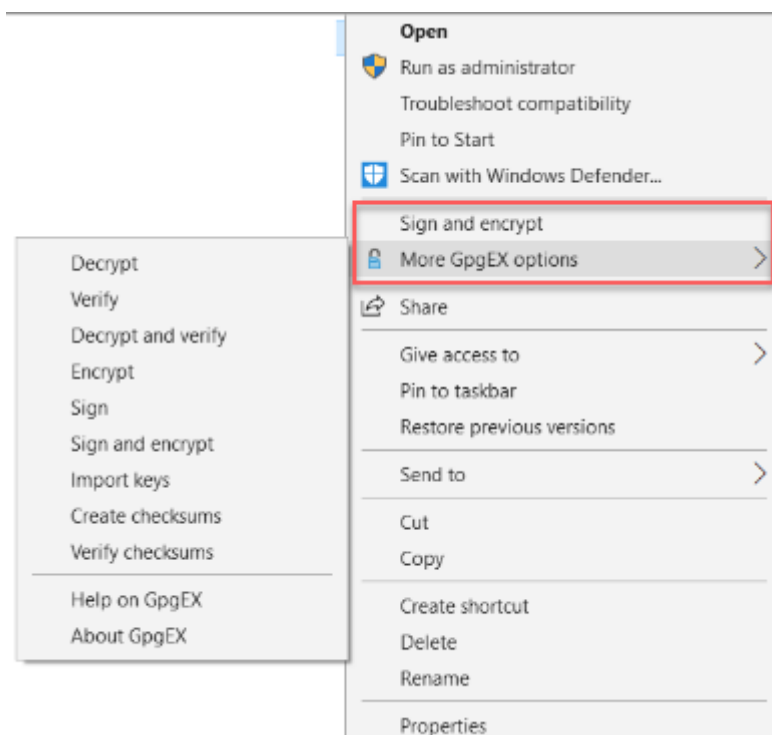 Open
Run as administrator
Troubleshoot compatibility
Pin to Start
Scan with Windows Defender...
Sign and encrypt
More GpgEX options
Share
Give access to
Pin to taskbar
Restore previous versions
Send to
Cut
Copy
Create shortcut
Delete
Rename
Properties
Decrypt
Verify
Decrypt and verify
Encrypt
Sign
Sign and encrypt
Import keys
Create checksums
Verify checksums
Help on GpgEX
About GpgEX